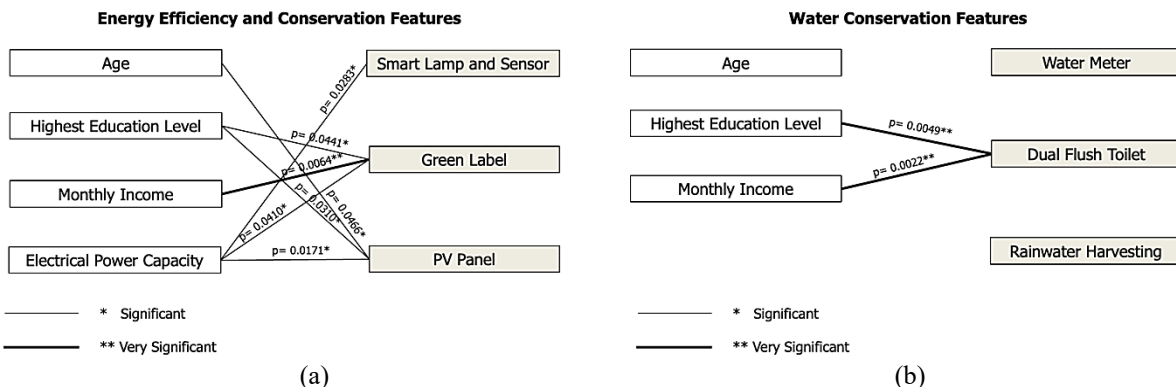 Energy Efficiency and Conservation Features
Age
Smart Lamp and Sensor
p= 0.0283*
Highest Education Level
p= 0.0441*
Green Label
p= 0.0064**
Monthly Income
p= 0.0310*
p= 0.0466*
p= 0.0410*
Electrical Power Capacity
p= 0.0171*
PV Panel
* Significant
** Very Significant
(a)
Water Conservation Features
Age
Water Meter
Highest Education Level
p= 0.0049**
Dual Flush Toilet
p= 0.0022**
Monthly Income
Rainwater Harvesting
* Significant
** Very Significant
(b)